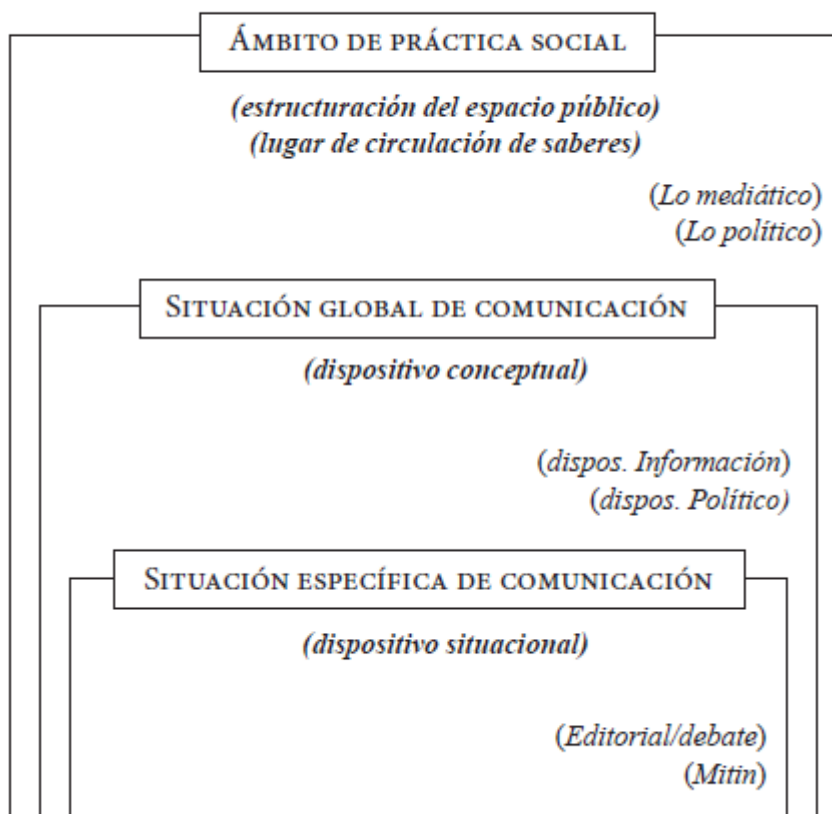 ÁMBITO DE PRÁCTICA SOCIAL
(estructuración del espacio público)
(lugar de circulación de saberes)
(Lo mediático)
(Lo político)
SITUACIÓN GLOBAL DE COMUNICACIÓN
(dispositivo conceptual)
(dispos. Información)
(dispos. Político)
SITUACIÓN ESPECÍFICA DE COMUNICACIÓN
(dispositivo situacional)
(Editorial/debate)
(Mitin)